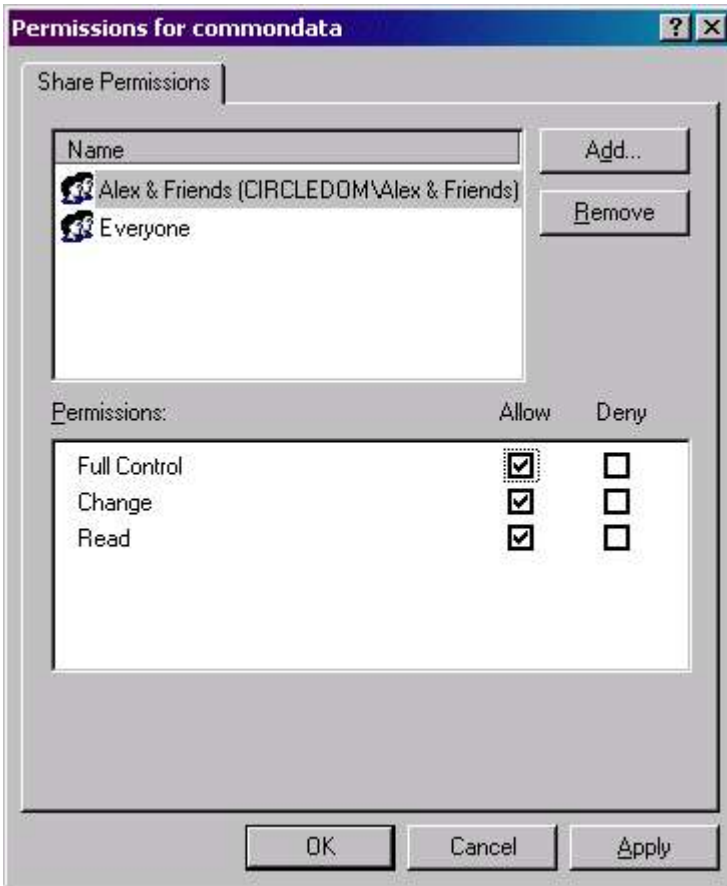 Permissions for commondata
Share Permissions
Name
Alex & Friends (CIRCLEDOM\Alex & Friends)
Everyone
Add...
Remove
Permissions: Allow Deny
Full Control
Change
Read
OK Cancel Apply